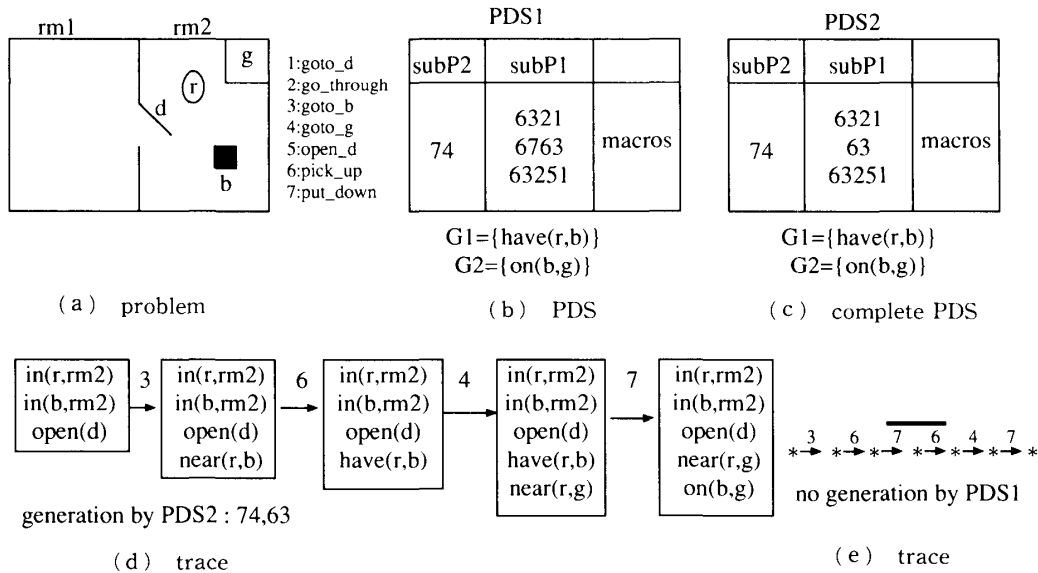 rm1 rm2
g
r
d
b
1:goto_d
2:go_through
3:goto_b
4:goto_g
5:open_d
6:pick_up
7:put_down
(a) problem
PDS1
subP2 subP1
74
6321
6763
63251
macros
G1={have(r,b)}
G2={on(b,g)}
(b) PDS
PDS2
subP2 subP1
74
6321
63
63251
macros
G1={have(r,b)}
G2={on(b,g)}
(c) complete PDS
in(r,rm2)
in(b,rm2)
open(d)
3
in(r,rm2)
in(b,rm2)
open(d)
near(r,b)
6
in(r,rm2)
in(b,rm2)
open(d)
have(r,b)
4
in(r,rm2)
in(b,rm2)
open(d)
have(r,b)
near(r,g)
7
in(r,rm2)
in(b,rm2)
open(d)
near(r,g)
on(b,g)
generation by PDS2 : 74,63
(d) trace
3 6 7 6 4 7
* * * * * * *
no generation by PDS1
(e) trace